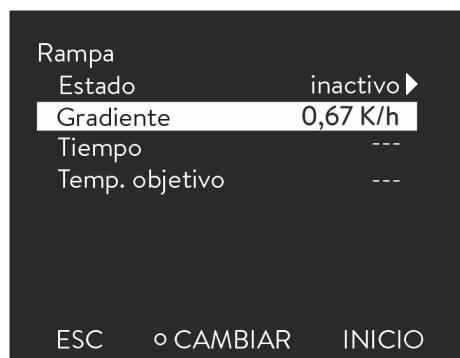 Rampa
Estado inactivo
Gradiente 0,67 K/h
Tiempo ---
Temp. objetivo ---
ESC CAMBIAR INICIO